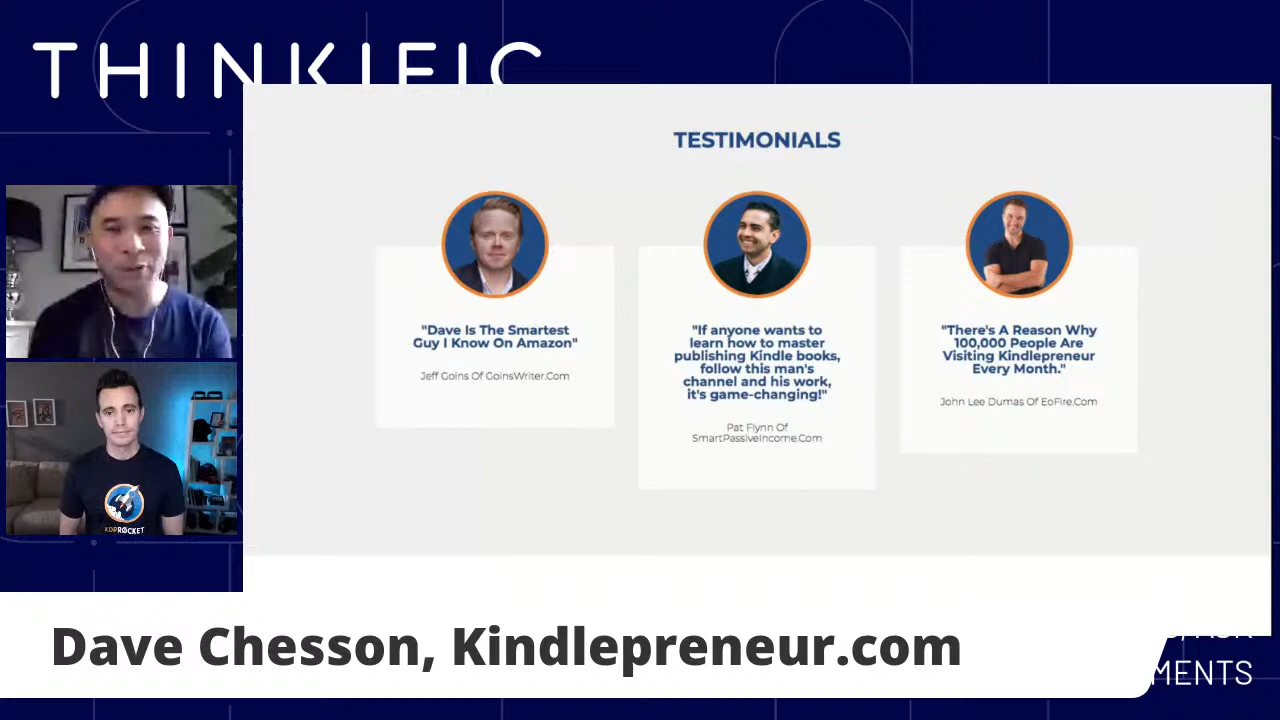 THINKIFIC
TESTIMONIALS
"Dave Is The Smartest
Guy I Know On Amazon"
Jeff Goins Of GoinsWriter.Com
"If anyone wants to
learn how to master
publishing Kindle books,
follow this man's
channel and his work,
it's game-changing!"
Pat Flynn Of
SmartPassiveIncome.Com
"There's A Reason Why
100,000 People Are
Visiting Kindlepreneur
Every Month."
John Lee Dumas Of EoFire.Com
KDPROCKET
Dave Chesson, Kindlepreneur.com
MENTS